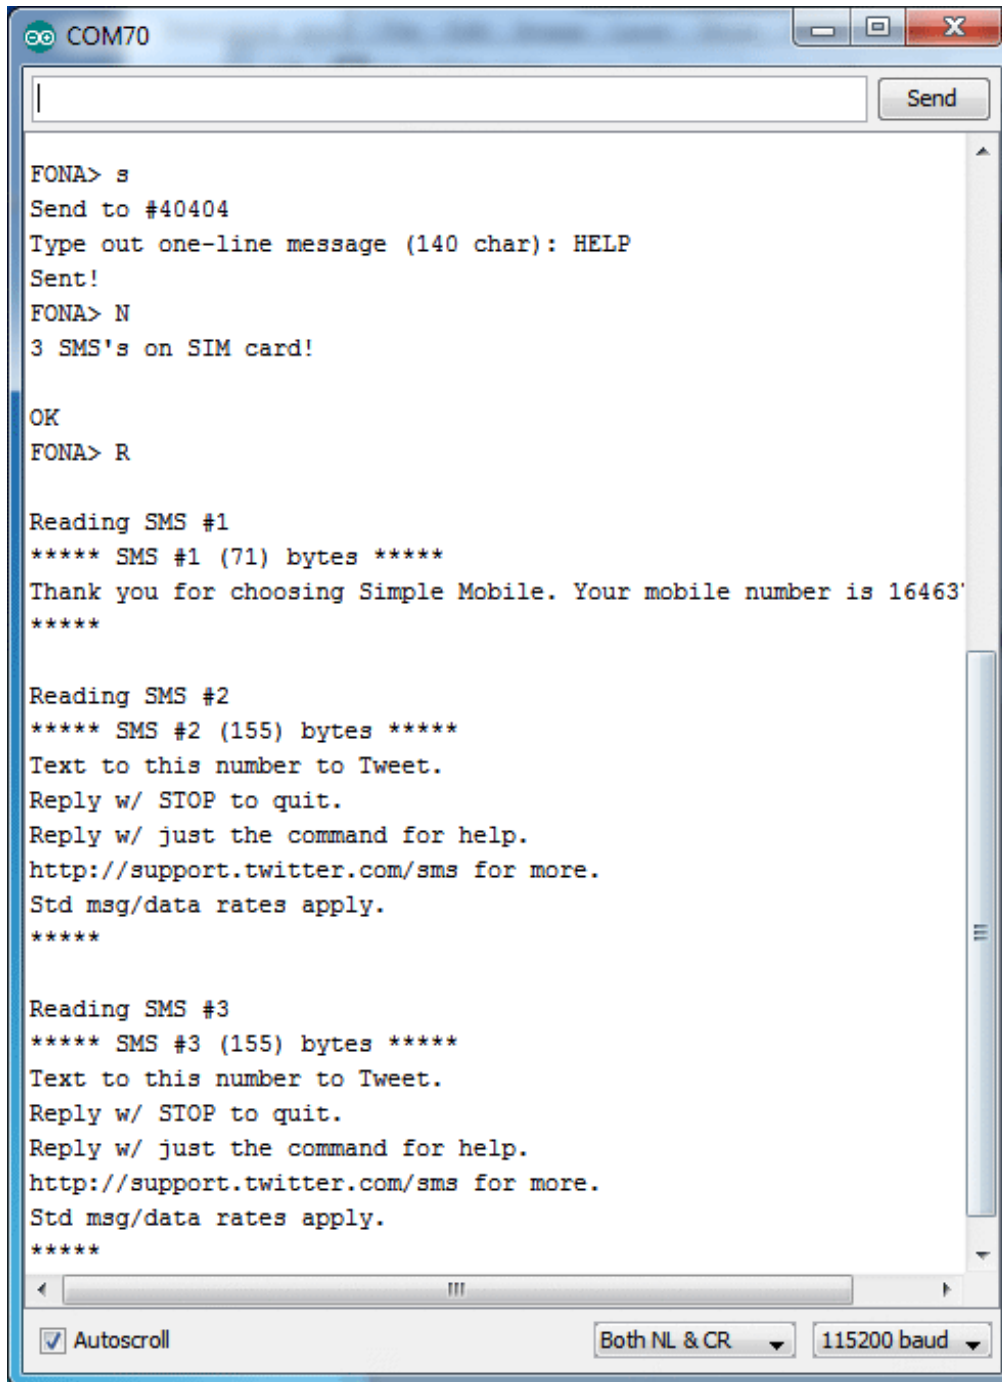 COM70
Send
FONA> s
Send to #40404
Type out one-line message (140 char): HELP
Sent!
FONA> N
3 SMS's on SIM card!
OK
FONA> R
Reading SMS #1
***** SMS #1 (71) bytes *****
Thank you for choosing Simple Mobile. Your mobile number is 16463
*****
Reading SMS #2
***** SMS #2 (155) bytes *****
Text to this number to Tweet.
Reply w/ STOP to quit.
Reply w/ just the command for help.
http://support.twitter.com/sms for more.
Std msg/data rates apply.
*****
Reading SMS #3
***** SMS #3 (155) bytes *****
Text to this number to Tweet.
Reply w/ STOP to quit.
Reply w/ just the command for help.
http://support.twitter.com/sms for more.
Std msg/data rates apply.
*****
Autoscroll
Both NL & CR
115200 baud